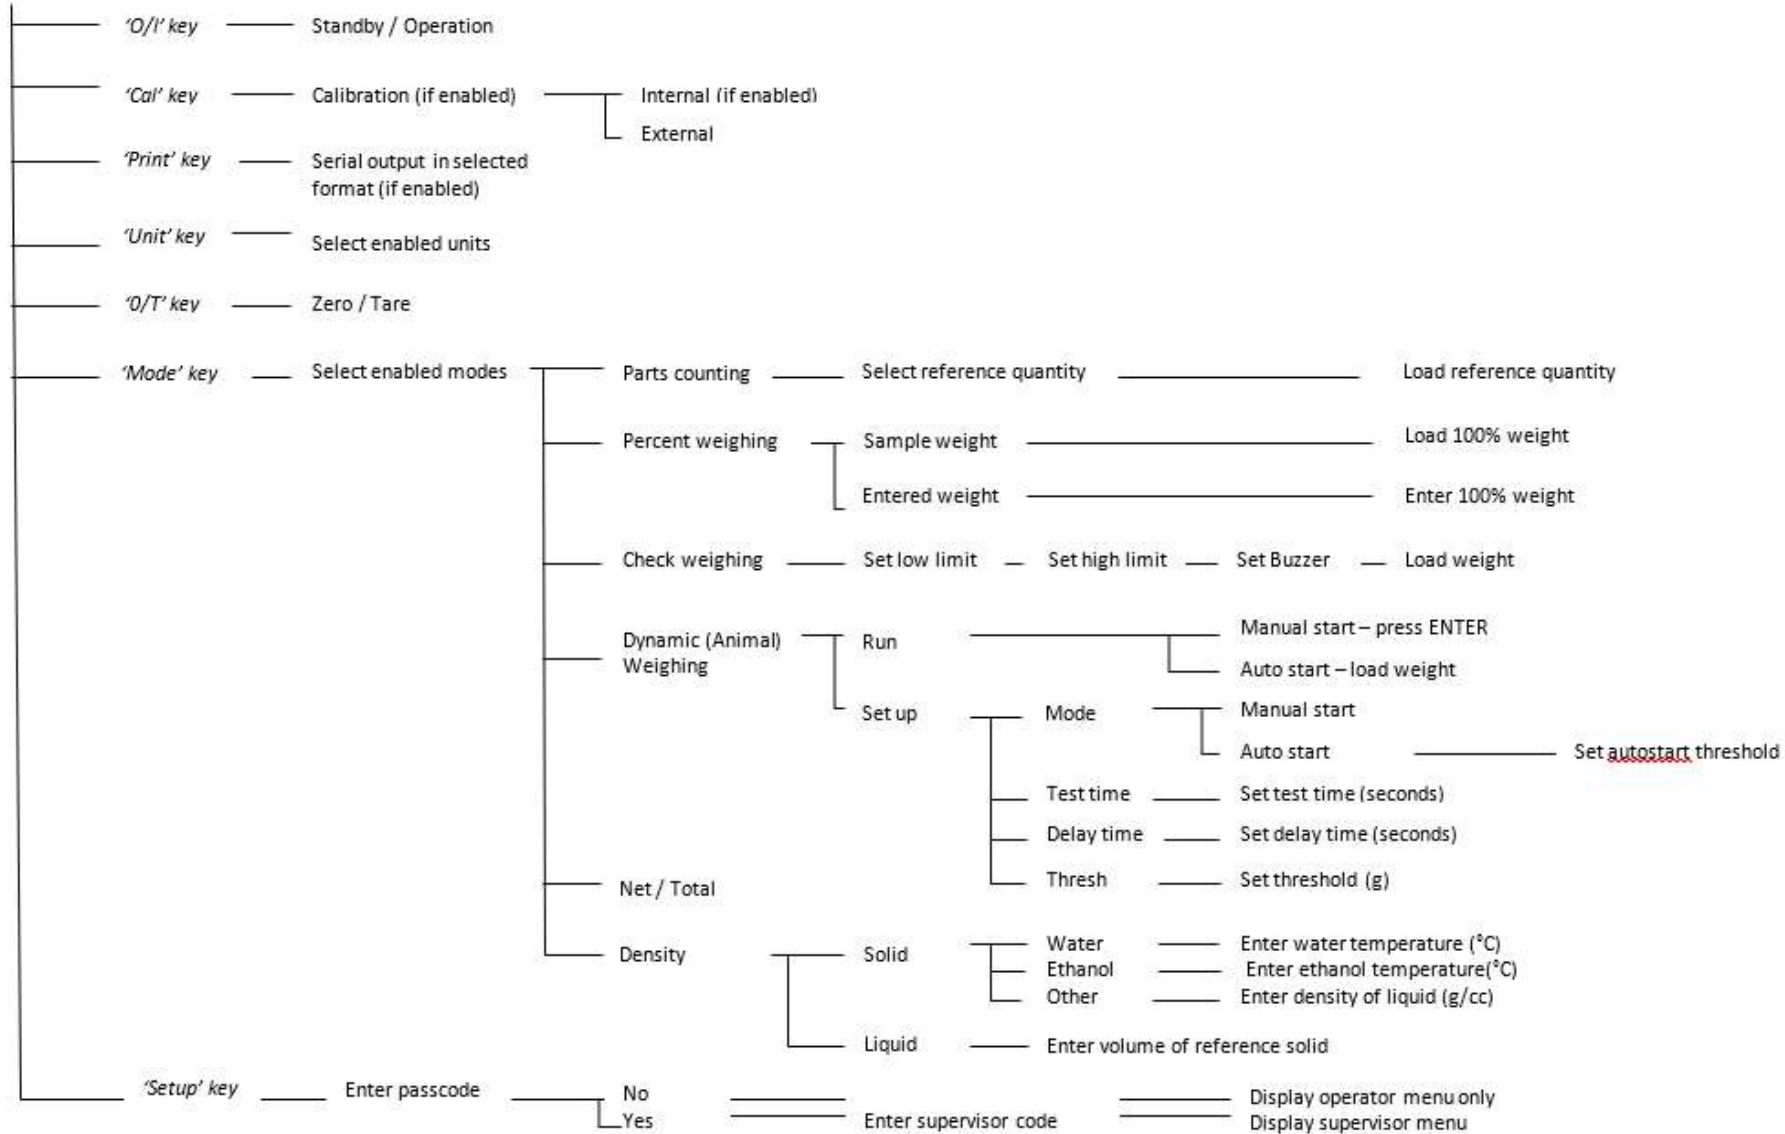 ‘O/I’ key Standby / Operation
‘Cal’ key Calibration (if enabled) Internal (if enabled)
External
‘Print’ key Serial output in selected
format (if enabled)
‘Unit’ key Select enabled units
‘0/T’ key Zero / Tare
‘Mode’ key Select enabled modes Parts counting Select reference quantity Load reference quantity
Percent weighing Sample weight Load 100% weight
Entered weight Enter 100% weight
Check weighing Set low limit Set high limit Set Buzzer Load weight
Dynamic (Animal)
Weighing
Run Manual start – press ENTER
Auto start – load weight
Set up Mode Manual start
Auto start Set autostart threshold
Test time Set test time (seconds)
Delay time Set delay time (seconds)
Thresh Set threshold (g)
Net / Total
Density Solid Water Enter water temperature (°C)
Ethanol Enter ethanol temperature(°C)
Other Enter density of liquid (g/cc)
Liquid Enter volume of reference solid
‘Setup’ key Enter passcode No Display operator menu only
Yes Enter supervisor code Display supervisor menu